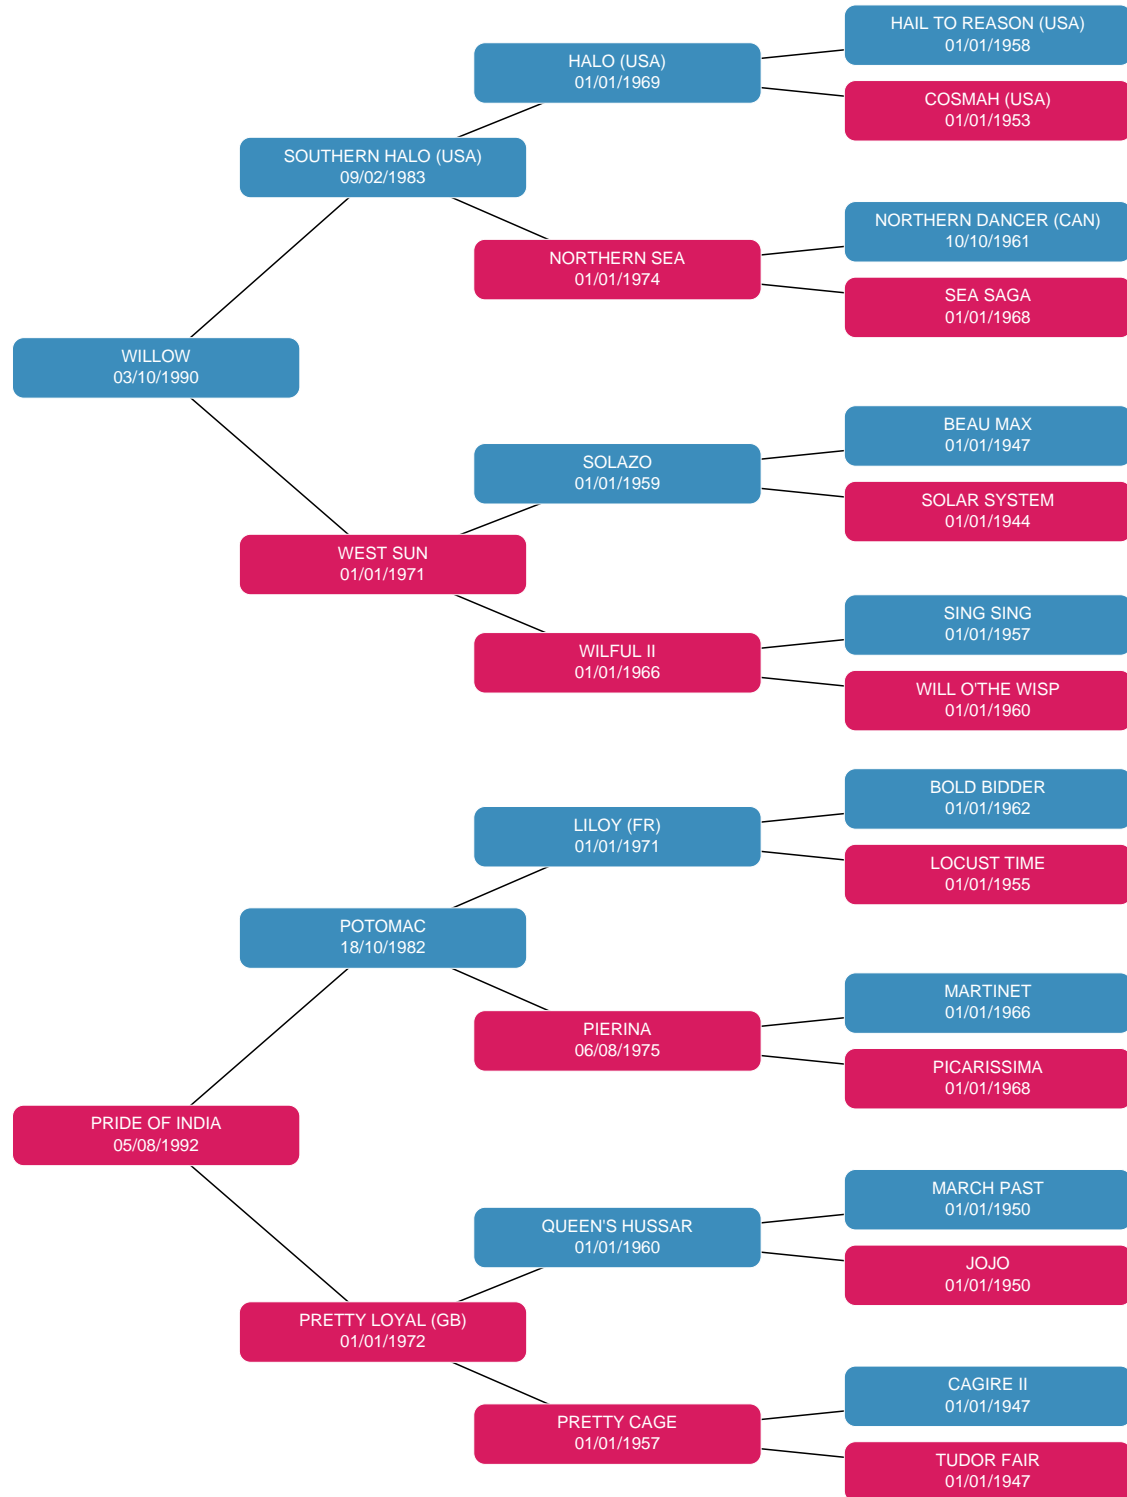 HAIL TO REASON (USA)
01/01/1958
HALO (USA)
01/01/1969
COSMAH (USA)
01/01/1953
SOUTHERN HALO (USA)
09/02/1983
NORTHERN DANCER (CAN)
10/10/1961
NORTHERN SEA
01/01/1974
SEA SAGA
01/01/1968
WILLOW
03/10/1990
BEAU MAX
01/01/1947
SOLAZO
01/01/1959
SOLAR SYSTEM
01/01/1944
WEST SUN
01/01/1971
SING SING
01/01/1957
WILFUL II
01/01/1966
WILL O'THE WISP
01/01/1960
BOLD BIDDER
01/01/1962
LILOY (FR)
01/01/1971
LOCUST TIME
01/01/1955
POTOMAC
18/10/1982
MARTINET
01/01/1966
PIERINA
06/08/1975
PICARISSIMA
01/01/1968
PRIDE OF INDIA
05/08/1992
MARCH PAST
01/01/1950
QUEEN'S HUSSAR
01/01/1960
JOJO
01/01/1950
PRETTY LOYAL (GB)
01/01/1972
CAGIRE II
01/01/1947
PRETTY CAGE
01/01/1957
TUDOR FAIR
01/01/1947